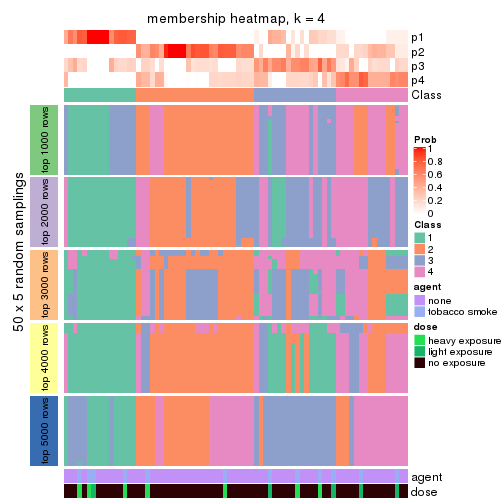 membership heatmap, k = 4
p1
p2
p3
p4
Class
50 x 5 random samplings
top 1000 rows
top 2000 rows
top 3000 rows
top 4000 rows
top 5000 rows
agent
dose
Prob
1
0.8
0.6
0.4
0.2
0
Class
1
2
3
4
agent
none
tobacco smoke
dose
heavy exposure
light exposure
no exposure